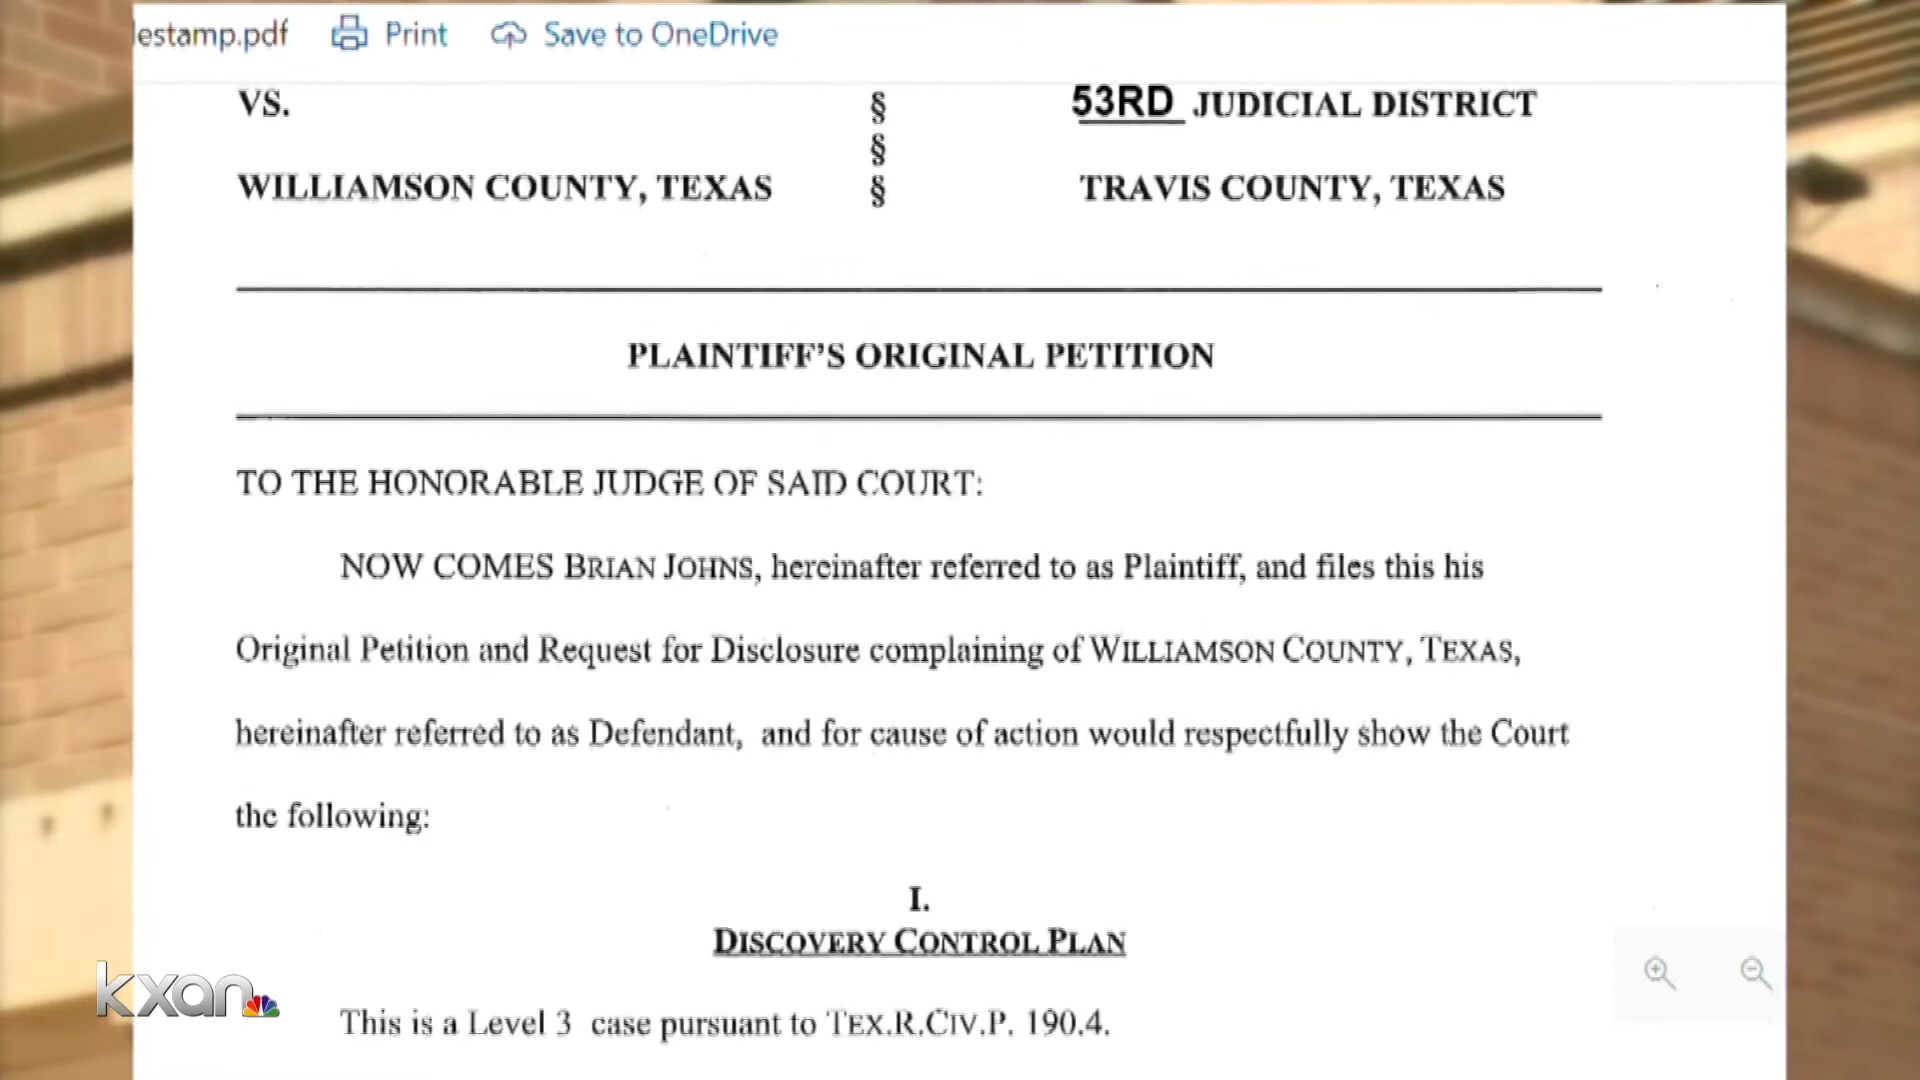 lestamp.pdf Print Save to OneDrive
VS. § 53RD JUDICIAL DISTRICT
§
WILLIAMSON COUNTY, TEXAS § TRAVIS COUNTY, TEXAS
PLAINTIFF'S ORIGINAL PETITION
TO THE HONORABLE JUDGE OF SAID COURT:
NOW COMES BRIAN JOHNS, hereinafter referred to as Plaintiff, and files this his
Original Petition and Request for Disclosure complaining of WILLIAMSON COUNTY, TEXAS,
hereinafter referred to as Defendant, and for cause of action would respectfully show the Court
the following:
I.
DISCOVERY CONTROL PLAN
This is a Level 3 case pursuant to TEX.R.CIV.P. 190.4.
kxan